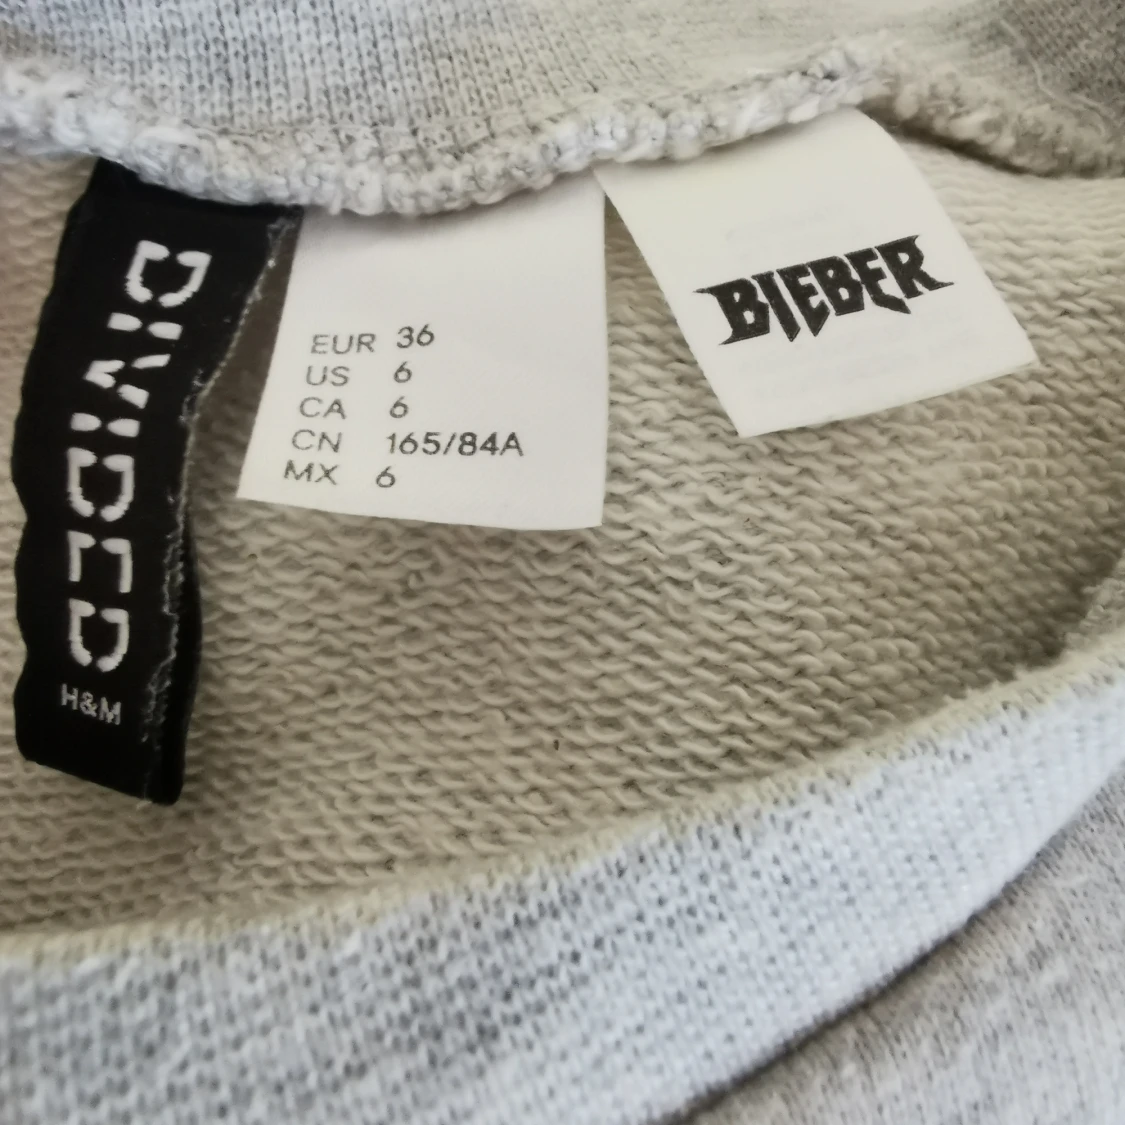 DIVIDED
H&M
EUR 36
US 6
CA 6
CN 165/84A
MX 6
BIEBER